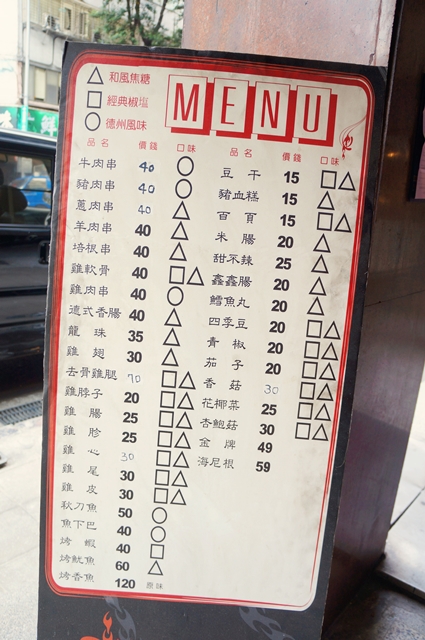 和風焦糖
經典椒塩
德州風味
MENU
品名 價錢 口味
牛肉串 40
豬肉串 40
蔥肉串 40
羊肉串 40
培根串 40
雞軟骨 40
雞肉串 40
德式香腸 40
龍珠 35
雞翅 30
去骨雞腿 70
雞脖子 20
雞腸 25
雞胗 25
雞心 30
雞尾 30
雞皮 30
秋刀魚 50
魚下巴 40
烤蝦 40
烤魷魚 60
烤香魚 120 原味
品名 價錢 口味
豆干 15
豬血糕 15
百頁 15
米腸 20
甜不辣 25
鑫鑫腸 20
鱈魚丸 20
四季豆 20
青椒 20
茄子 20
香菇 30
花椰菜 25
杏鮑菇 30
金牌 49
海尼根 59